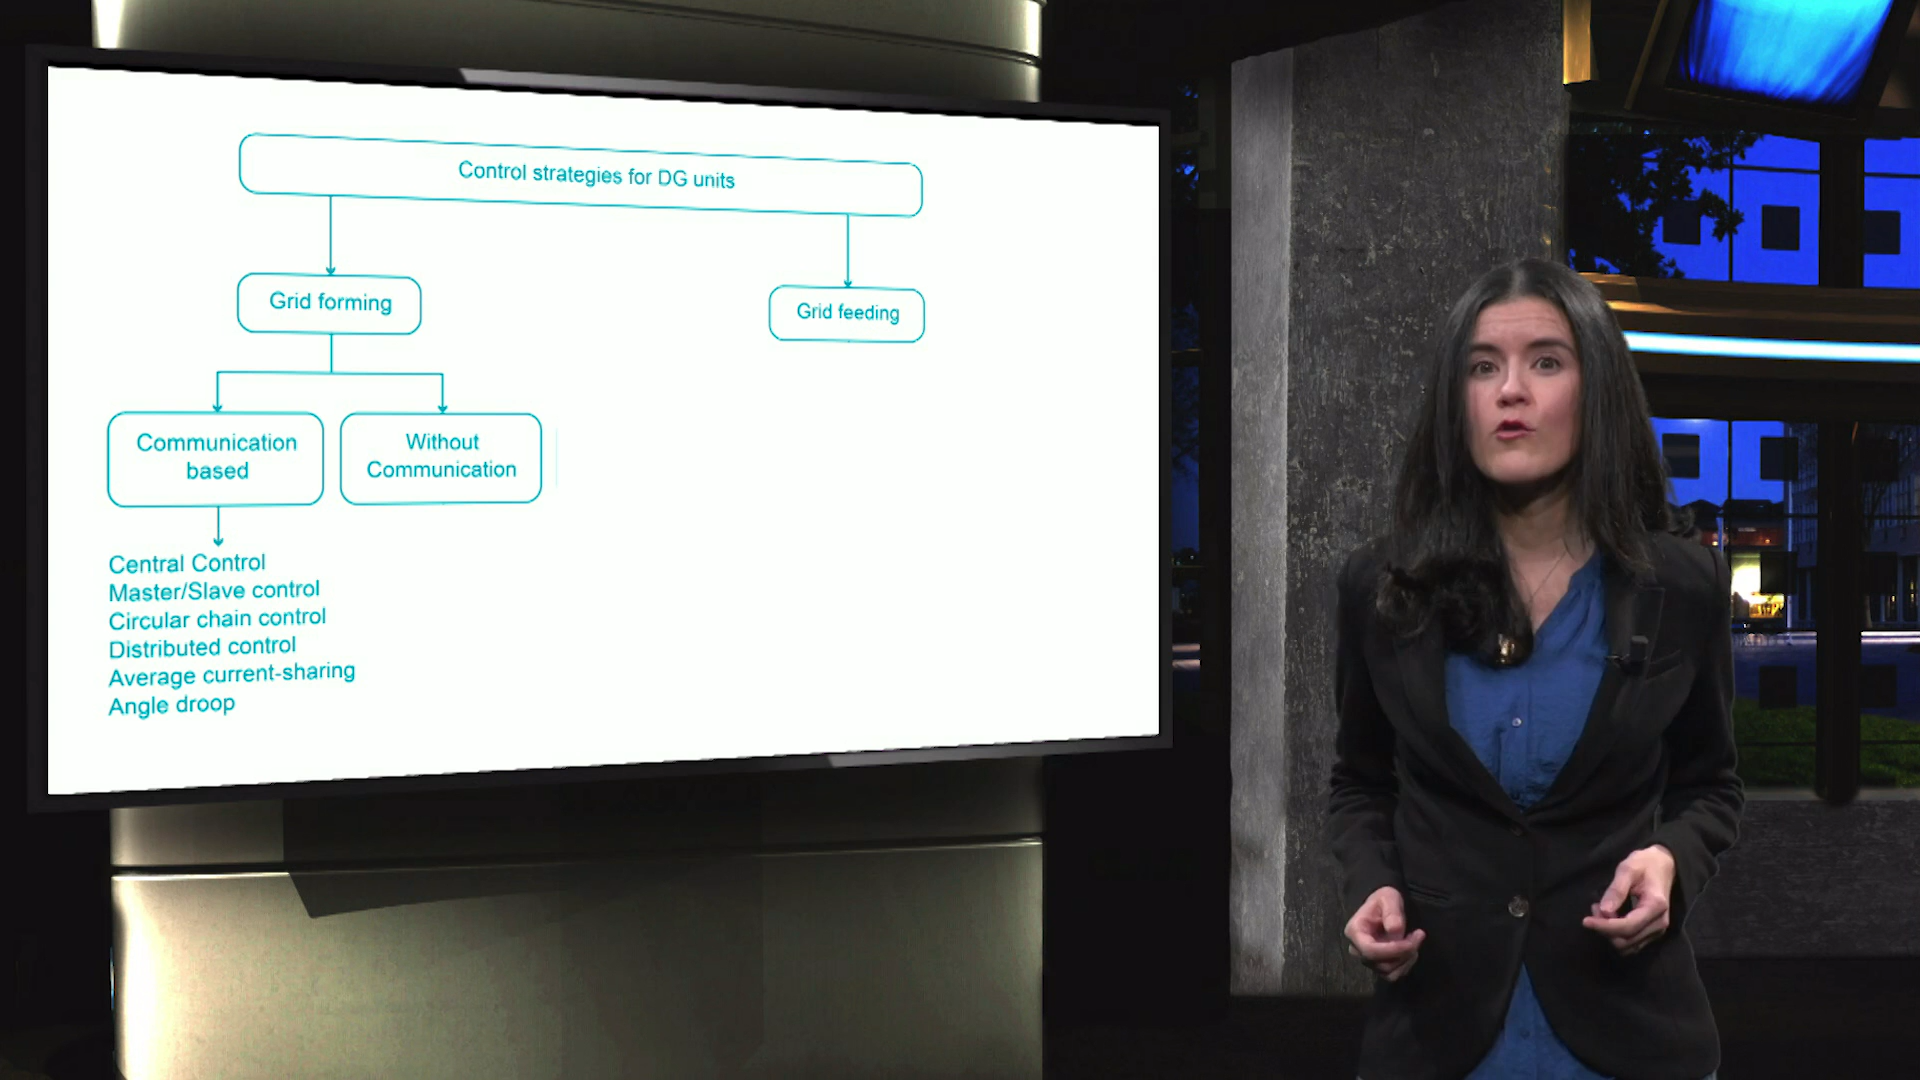 Control strategies for DG units
Grid forming
Grid feeding
Communication
based
Without
Communication
Central Control
Master/Slave control
Circular chain control
Distributed control
Average current-sharing
Angle droop